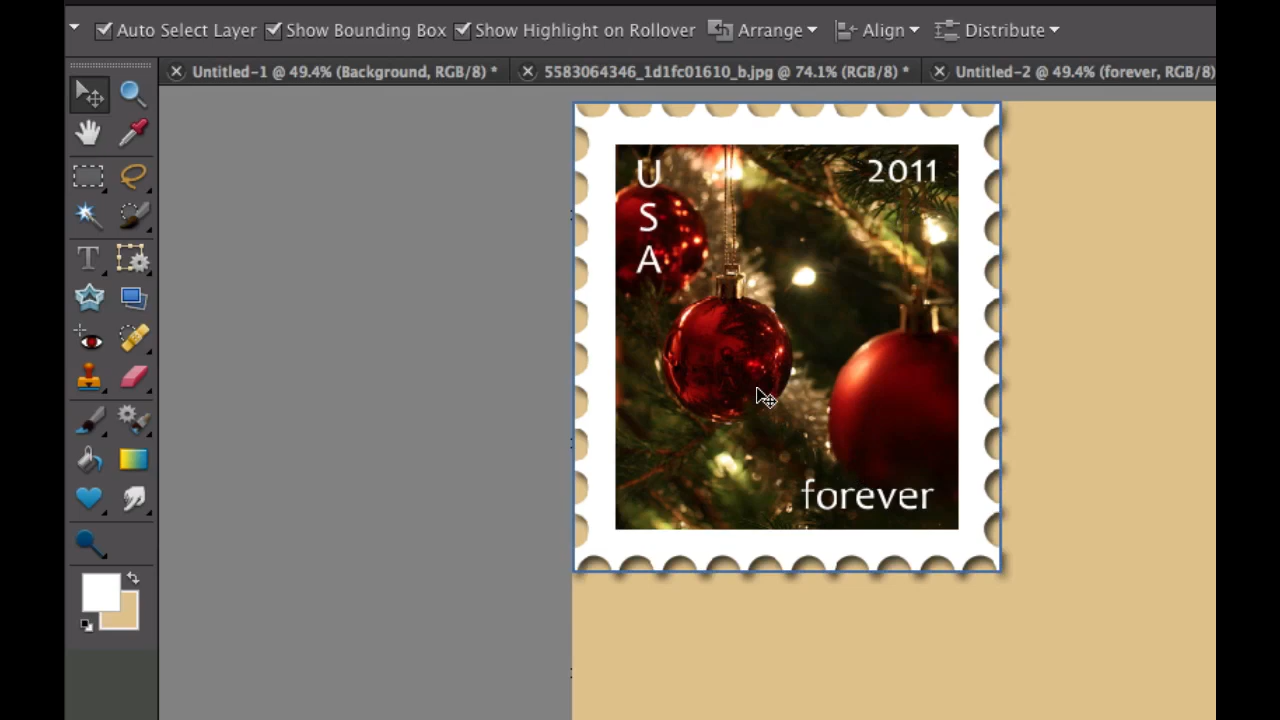 Auto Select Layer Show Bounding Box Show Highlight on Rollover Arrange Align Distribute
Untitled-1 @ 49.4% (Background, RGB/8) * 5583064346_1d1fc01610_b.jpg @ 74.1% (RGB/8) * Untitled-2 @ 49.4% (forever, RGB/8)
U
S
A
2011
forever
T